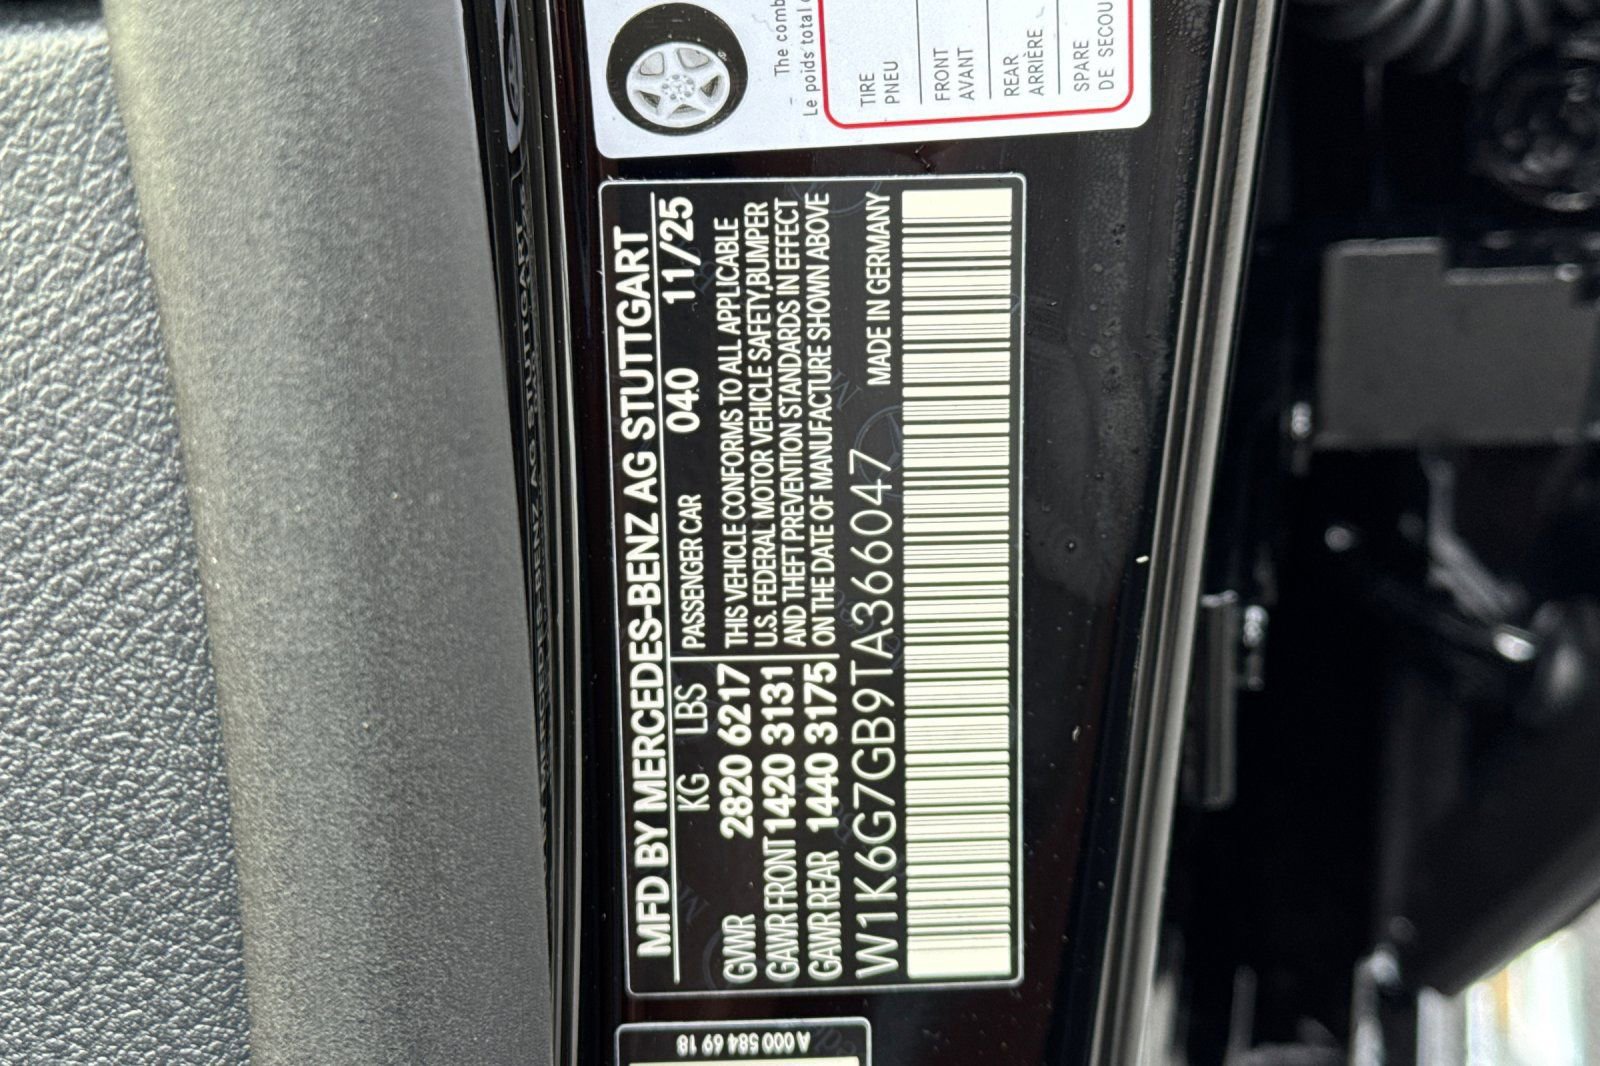 The comb
Le poids total
TIRE
PNEU
FRONT
AVANT
REAR
ARRIÈRE
SPARE
DE SECOU
MFD BY MERCEDES-BENZ AG STUTTGART
KG LBS PASSENGER CAR 040 11/25
GVWR 2820 6217 THIS VEHICLE CONFORMS TO ALL APPLICABLE
GAWR FRONT 1420 3131 U.S. FEDERAL MOTOR VEHICLE SAFETY,BUMPER
AND THEFT PREVENTION STANDARDS IN EFFECT
GAWR REAR 1440 3175 ON THE DATE OF MANUFACTURE SHOWN ABOVE
W1K6G7GB9TA366047 MADE IN GERMANY
A 000 584 69 18